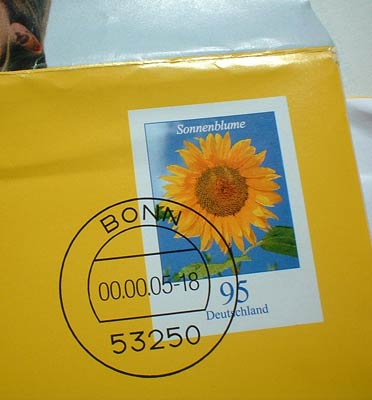 Sonnenblume
BONN
00.00.05-18
53250
95
Deutschland